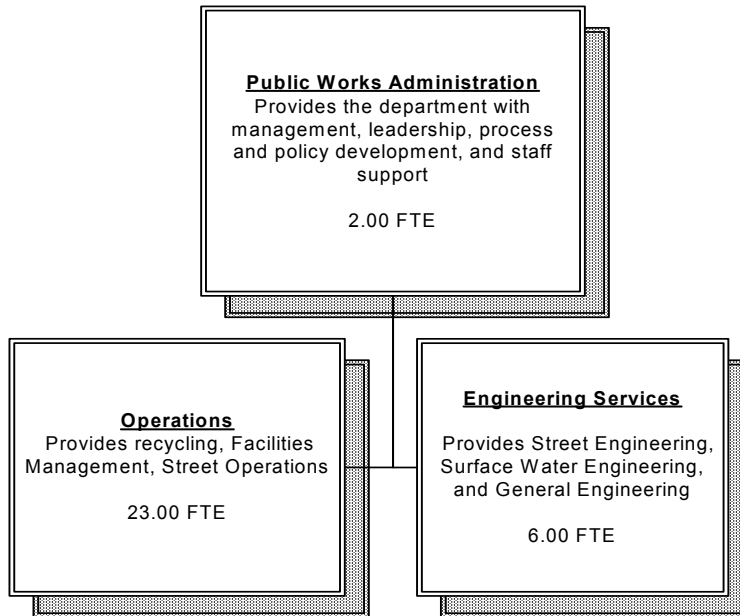 Public Works Administration
Provides the department with
management, leadership, process
and policy development, and staff
support
2.00 FTE
Operations
Provides recycling, Facilities
Management, Street Operations
23.00 FTE
Engineering Services
Provides Street Engineering,
Surface Water Engineering,
and General Engineering
6.00 FTE